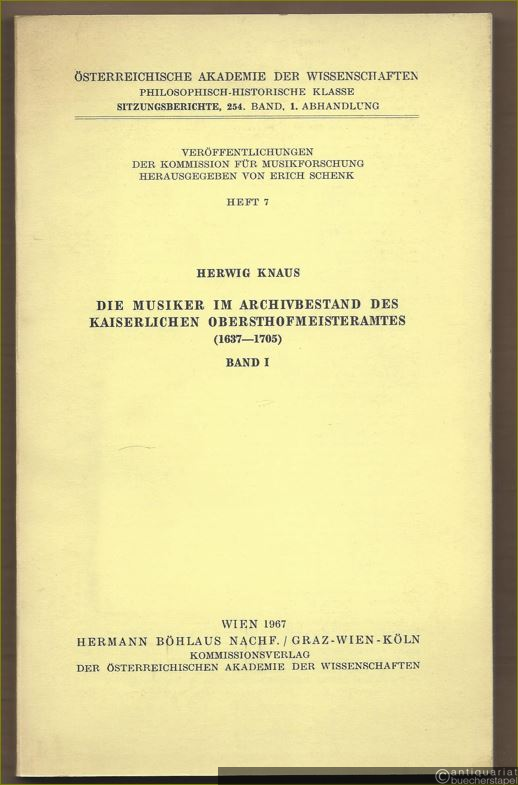 ÖSTERREICHISCHE AKADEMIE DER WISSENSCHAFTEN
PHILOSOPHISCH-HISTORISCHE KLASSE
SITZUNGSBERICHTE, 254. BAND, 1. ABHANDLUNG
VERÖFFENTLICHUNGEN
DER KOMMISSION FÜR MUSIKFORSCHUNG
HERAUSGEGEBEN VON ERICH SCHENK
HEFT 7
HERWIG KNAUS
DIE MUSIKER IM ARCHIVBESTAND DES
KAISERLICHEN OBERSTHOFMEISTERAMTES
(1637—1705)
BAND I
WIEN 1967
HERMANN BÖHLAUS NACHF. / GRAZ-WIEN-KÖLN
KOMMISSIONSVERLAG
DER ÖSTERREICHISCHEN AKADEMIE DER WISSENSCHAFTEN
antiquariat
buecherstapel